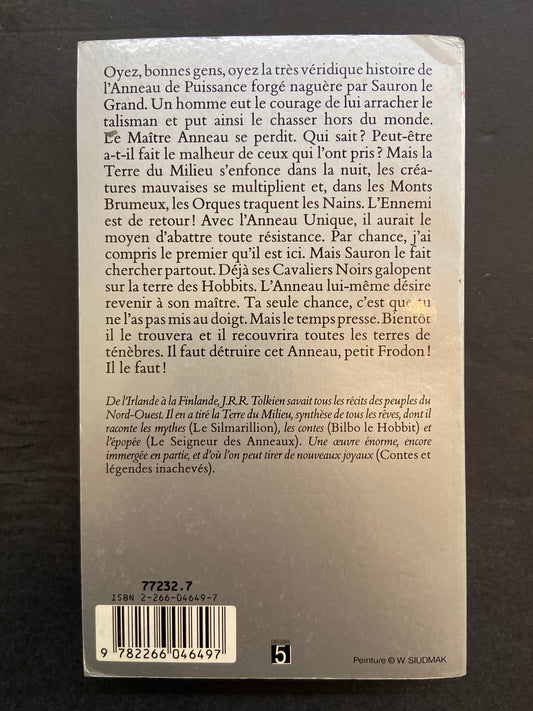 Oyez, bonnes gens, oyez la très véridique histoire de
l'Anneau de Puissance forgé naguère par Sauron le
Grand. Un homme eut le courage de lui arracher le
talisman et put ainsi le chasser hors du monde.
Le Maître Anneau se perdit. Qui sait ? Peut-être
a-t-il fait le malheur de ceux qui l'ont pris ? Mais la
Terre du Milieu s'enfonce dans la nuit, les créa-
tures mauvaises se multiplient et, dans les Monts
Brumeux, les Orques traquent les Nains. L'Ennemi
est de retour ! Avec l'Anneau Unique, il aurait le
moyen d'abattre toute résistance. Par chance, j'ai
compris le premier qu'il est ici. Mais Sauron le fait
chercher partout. Déjà ses Cavaliers Noirs galopent
sur la terre des Hobbits. L'Anneau lui-même désire
revenir à son maître. Ta seule chance, c'est que tu
ne l'as pas mis au doigt. Mais le temps presse. Bientôt
il le trouvera et il recouvrira toutes les terres de
ténèbres. Il faut détruire cet Anneau, petit Frodon !
Il le faut !
De l'Irlande à la Finlande, J.R.R. Tolkien savait tous les récits des peuples du
Nord-Ouest. Il en a tiré la Terre du Milieu, synthèse de tous les rêves, dont il
raconte les mythes (Le Silmarillion), les contes (Bilbo le Hobbit) et
l'épopée (Le Seigneur des Anneaux). Une œuvre énorme, encore
immergée en partie, et d'où l'on peut tirer de nouveaux joyaux (Contes et
légendes inachevés).
77232.7
ISBN 2-266-04649-7
9 782266 046497
CATEGORIE
5
Peinture © W. SIUDMAK